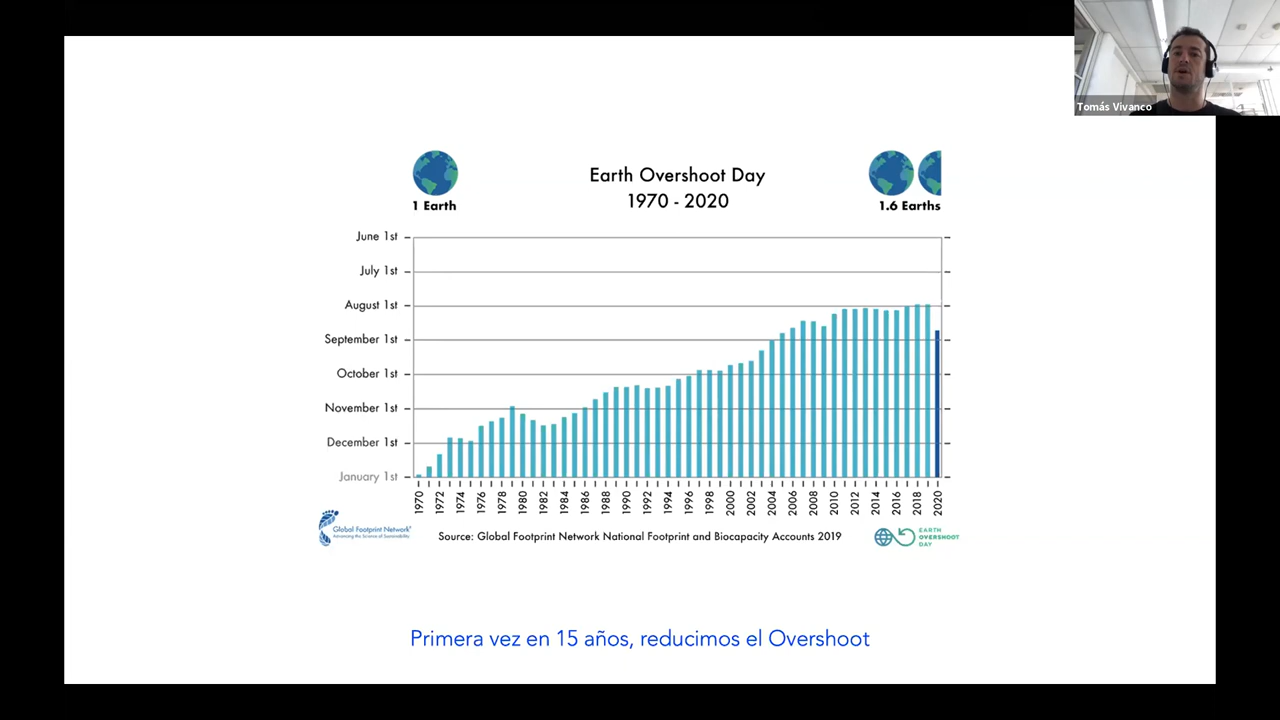 Tomás Vivanco
Earth Overshoot Day
1970 - 2020
1 Earth
1.6 Earths
June 1st
July 1st
August 1st
September 1st
October 1st
November 1st
December 1st
January 1st
1970 1972 1974 1976 1978 1980 1982 1984 1986 1988 1990 1992 1994 1996 1998 2000 2002 2004 2006 2008 2010 2012 2014 2016 2018 2020
Global Footprint Network
Advancing the Science of Sustainability
Source: Global Footprint Network National Footprint and Biocapacity Accounts 2019
EARTH
OVERSHOOT
DAY
Primera vez en 15 años, reducimos el Overshoot